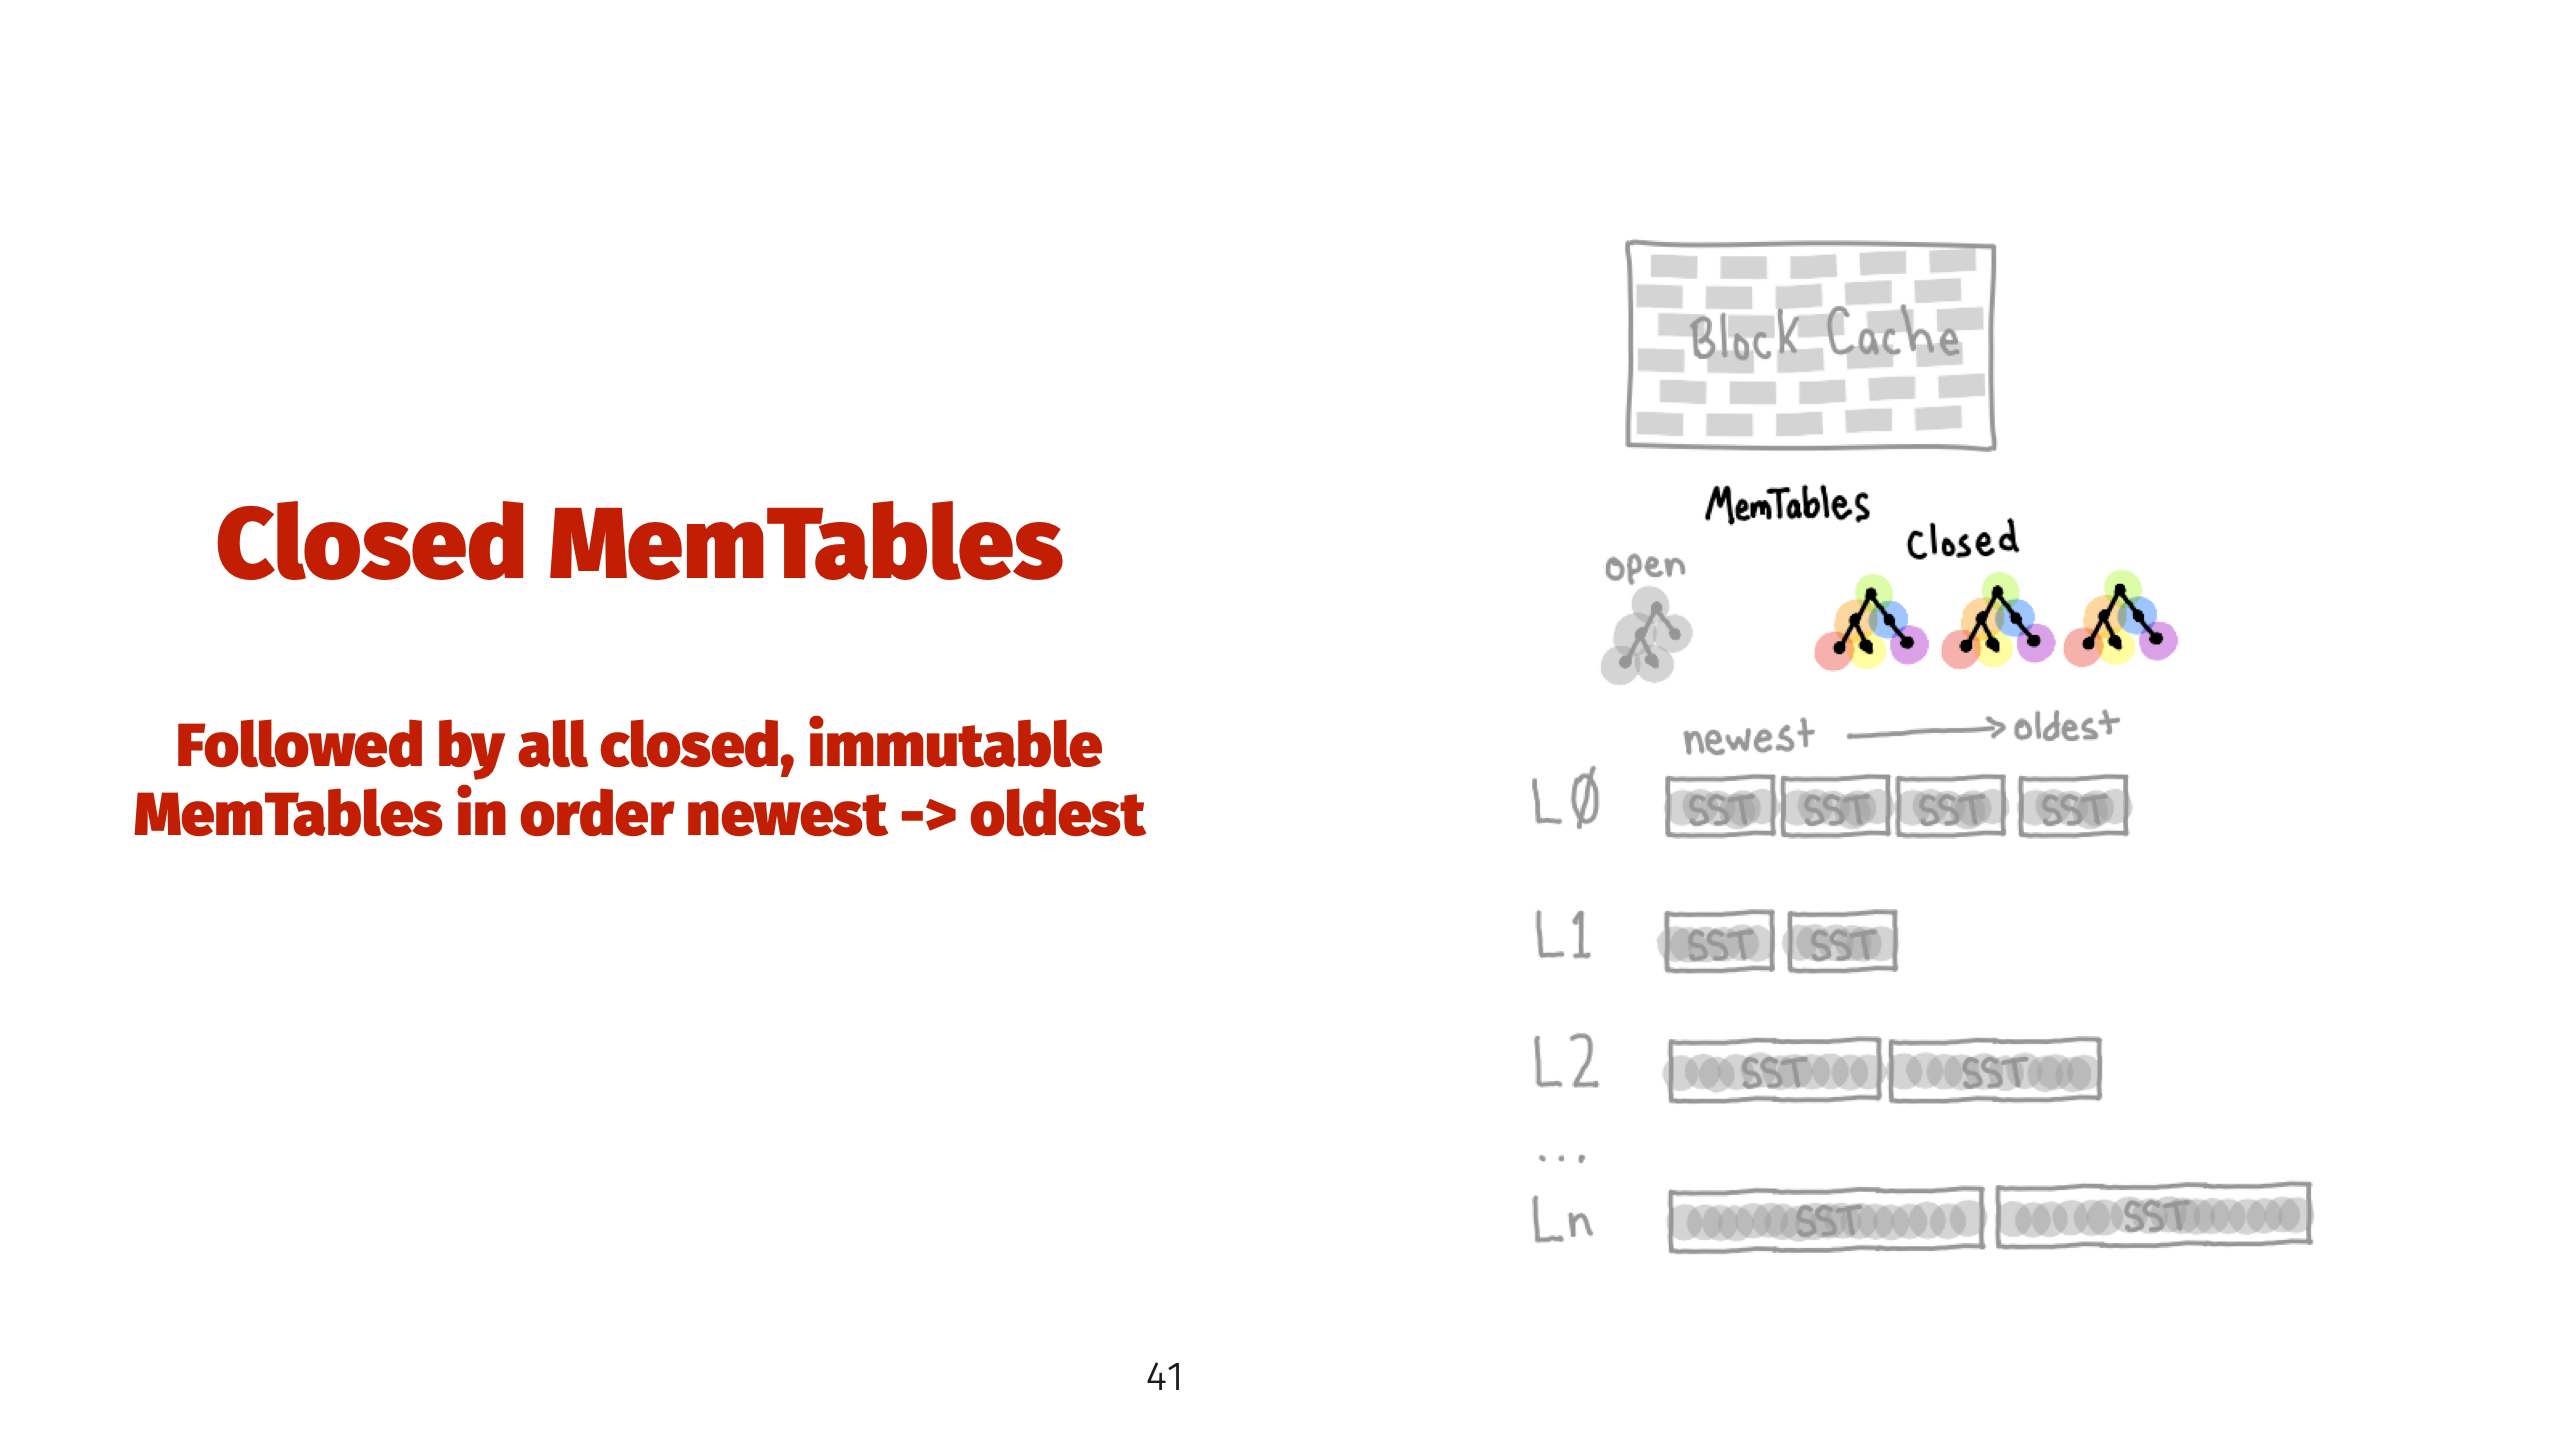 Closed MemTables
Followed by all closed, immutable
MemTables in order newest -> oldest
Block Cache
MemTables
open
Closed
newest
oldest
LØ
SST SST SST SST
L1
SST SST
L2
SST SST
...
Ln
SST SST
41